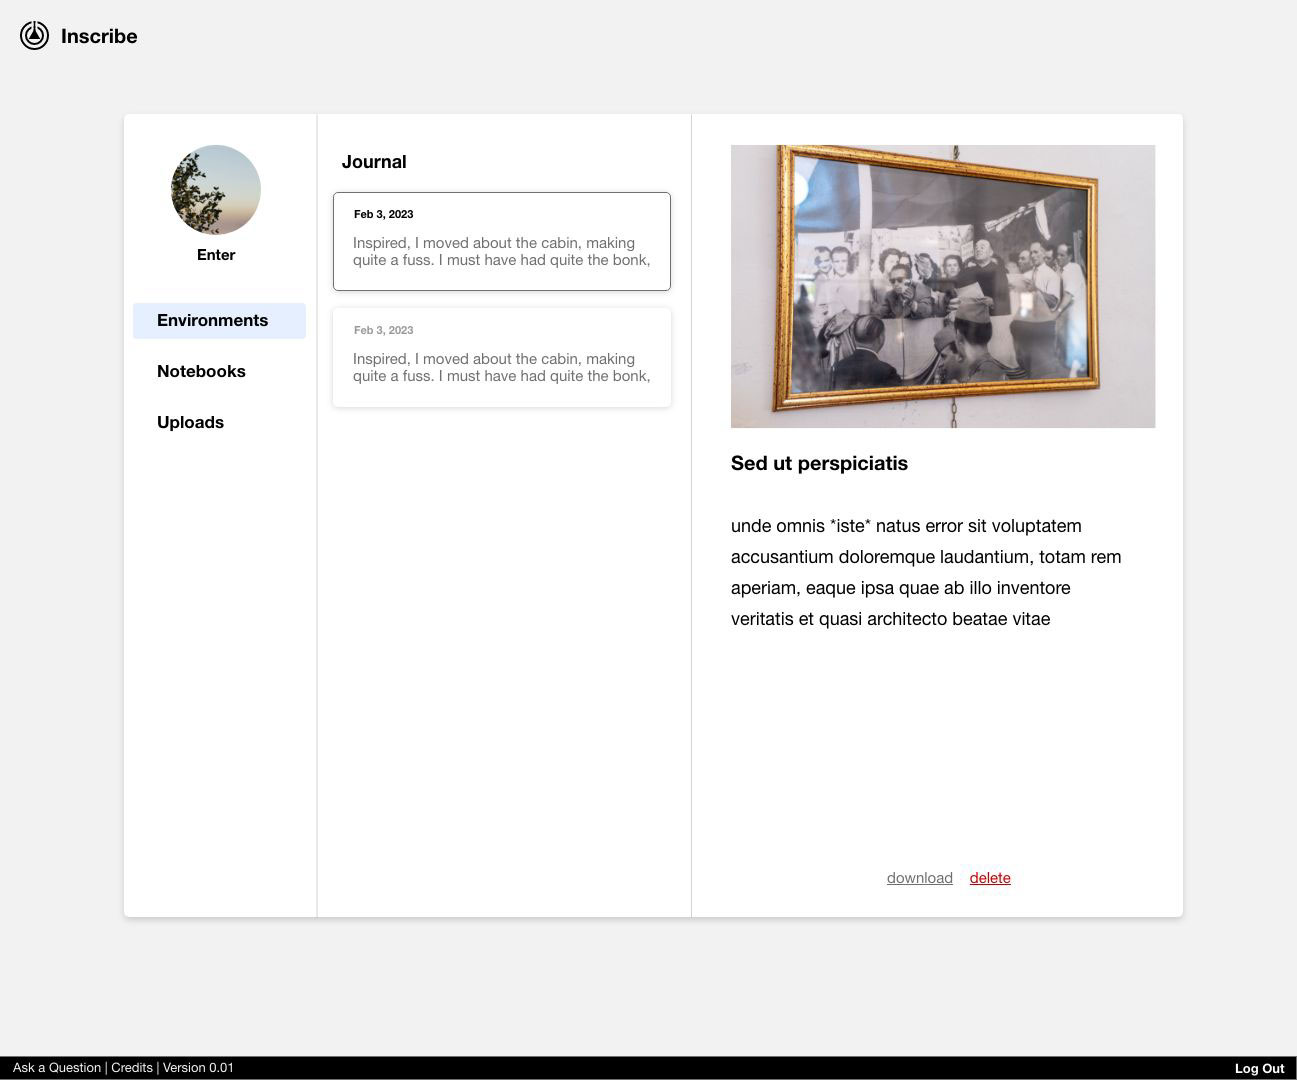 Inscribe
Enter
Environments
Notebooks
Uploads
Journal
Feb 3, 2023
Inspired, I moved about the cabin, making
quite a fuss. I must have had quite the bonk,
Feb 3, 2023
Inspired, I moved about the cabin, making
quite a fuss. I must have had quite the bonk,
Sed ut perspiciatis
unde omnis *iste* natus error sit voluptatem
accusantium doloremque laudantium, totam rem
aperiam, eaque ipsa quae ab illo inventore
veritatis et quasi architecto beatae vitae
download delete
Ask a Question | Credits | Version 0.01
Log Out